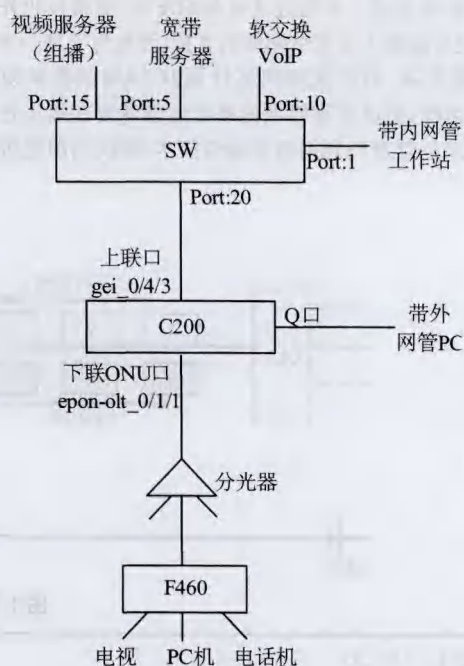 视频服务器
（组播）
宽带
服务器
软交换
VoIP
Port:15
Port:5
Port:10
SW
Port:1
带内网管
工作站
Port:20
上联口
gei_0/4/3
C200
Q口
带外
网管PC
下联ONU口
epon-olt_0/1/1
分光器
F460
电视
PC机
电话机